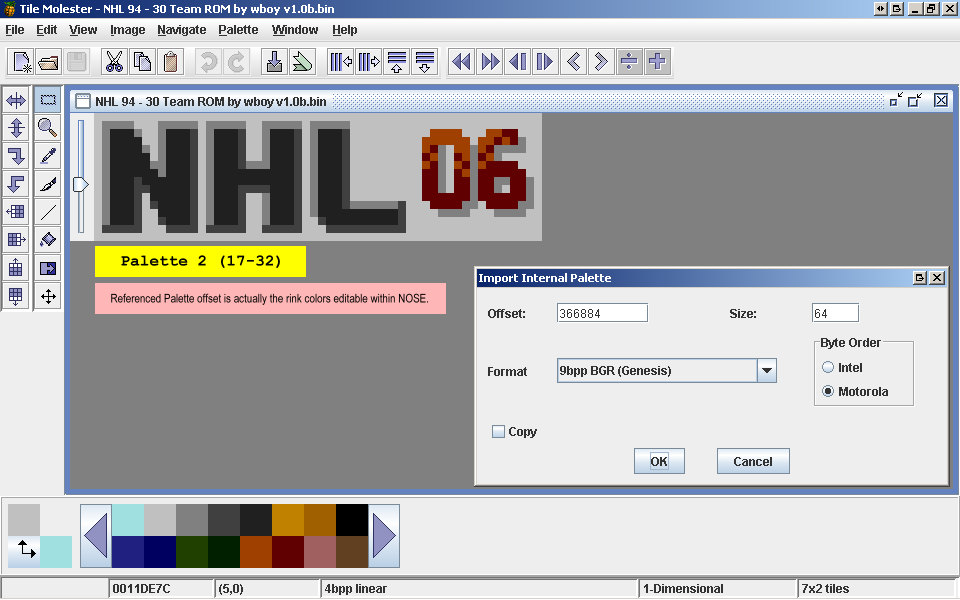 Tile Molester - NHL 94 - 30 Team ROM by wboy v1.0b.bin
File Edit View Image Navigate Palette Window Help
NHL 94 - 30 Team ROM by wboy v1.0b.bin
NHL 06
Palette 2 (17-32)
Referenced Palette offset is actually the rink colors editable within NOSE.
Import Internal Palette
Offset: 366884 Size: 64
Byte Order
Intel
Format 9bpp BGR (Genesis)
Motorola
Copy
OK Cancel
0011DE7C (5,0) 4bpp linear 1-Dimensional 7x2 tiles